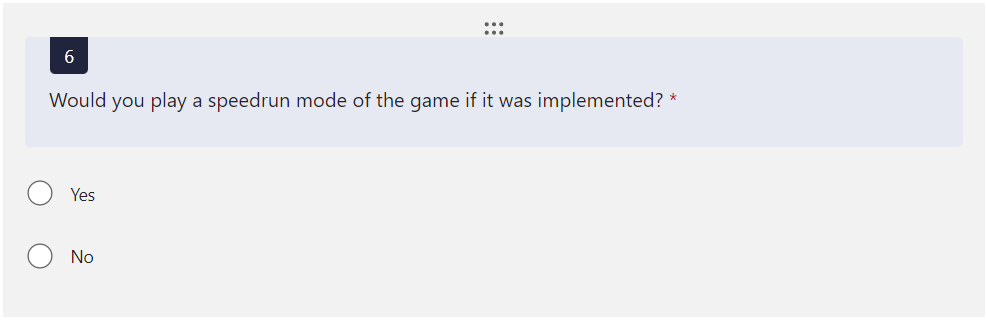 6
Would you play a speedrun mode of the game if it was implemented? *
Yes
No